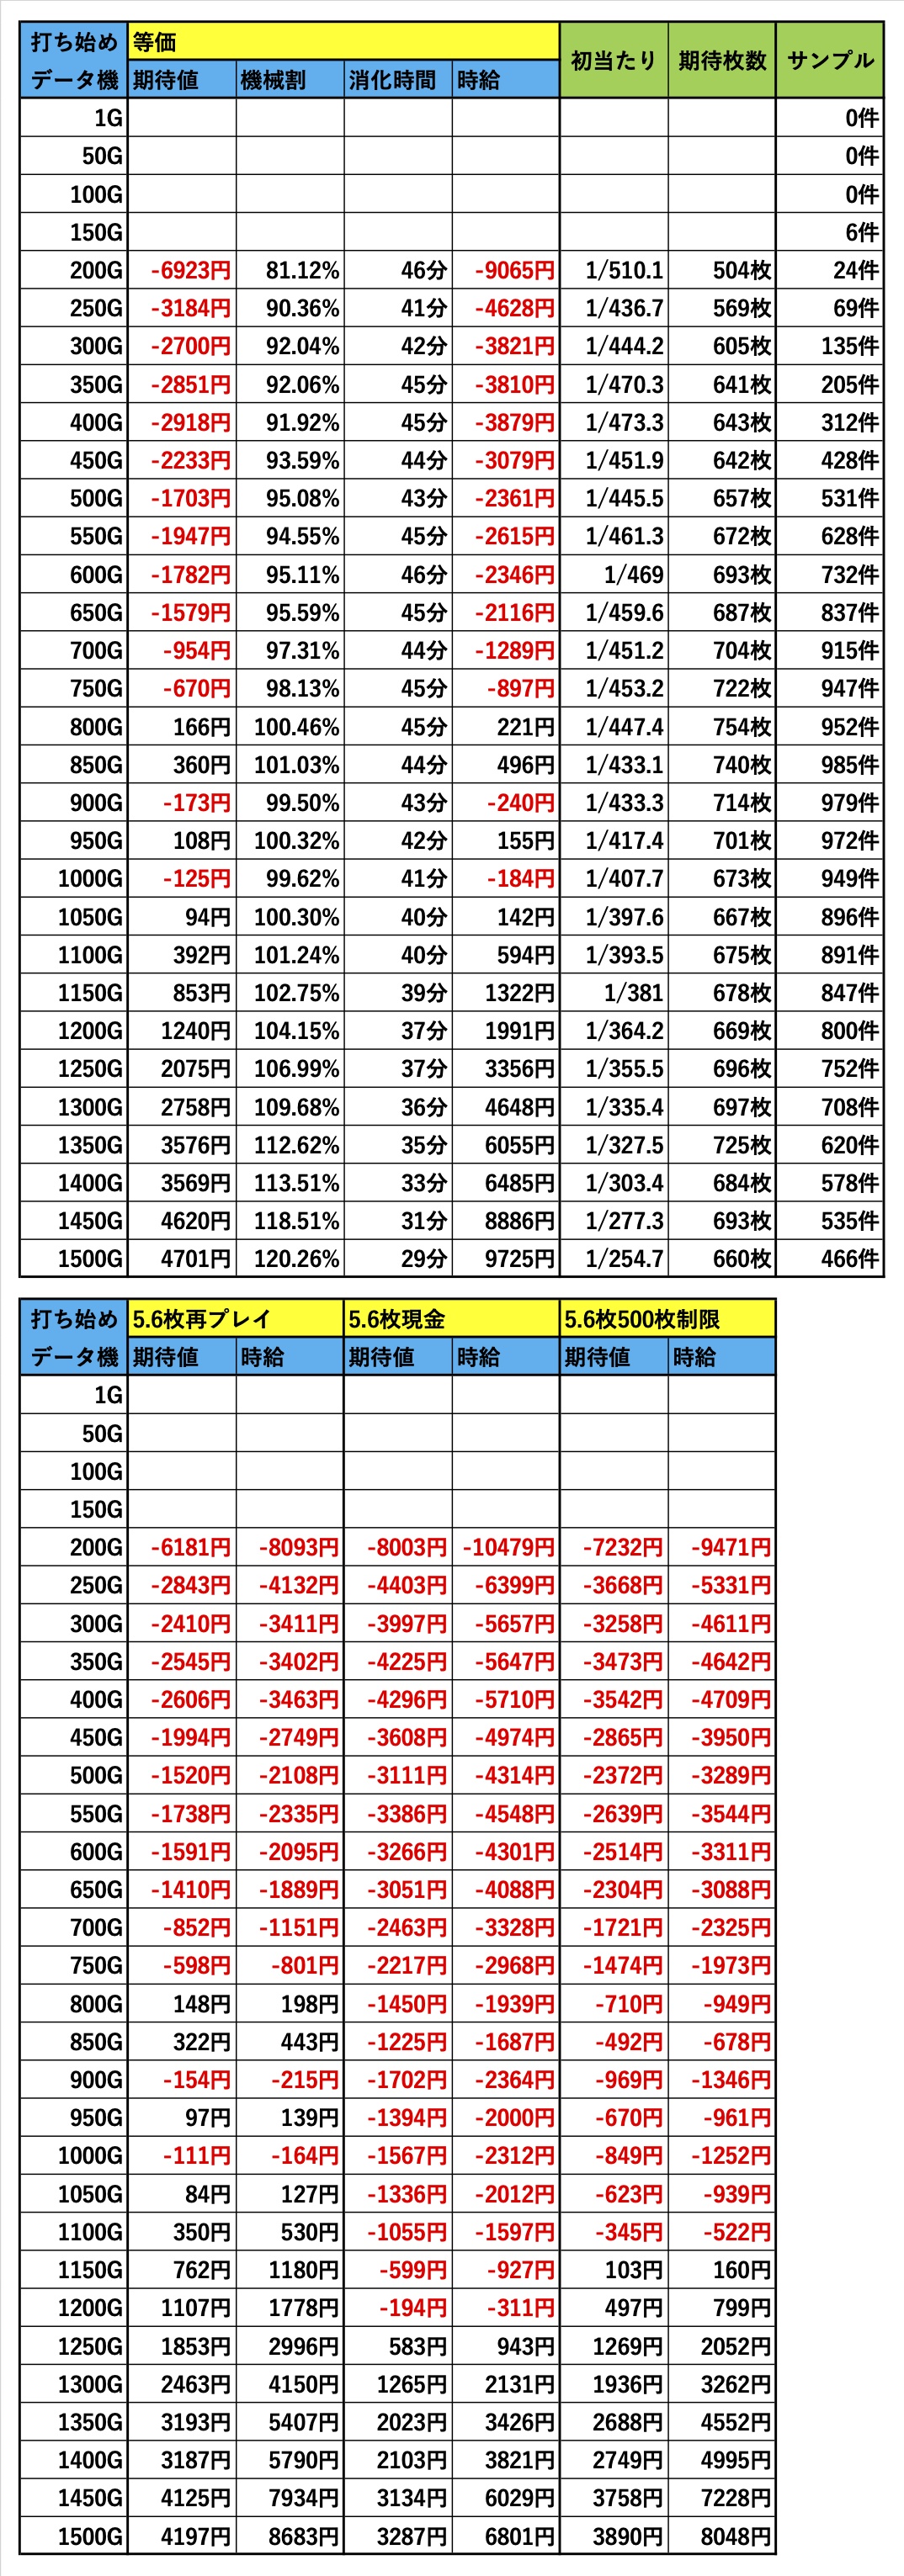 打ち始め 等価 初当たり 期待枚数 サンプル
データ機 期待値 機械割 消化時間 時給
1G 0件
50G 0件
100G 0件
150G 6件
200G -6923円 81.12% 46分 -9065円 1/510.1 504枚 24件
250G -3184円 90.36% 41分 -4628円 1/436.7 569枚 69件
300G -2700円 92.04% 42分 -3821円 1/444.2 605枚 135件
350G -2851円 92.06% 45分 -3810円 1/470.3 641枚 205件
400G -2918円 91.92% 45分 -3879円 1/473.3 643枚 312件
450G -2233円 93.59% 44分 -3079円 1/451.9 642枚 428件
500G -1703円 95.08% 43分 -2361円 1/445.5 657枚 531件
550G -1947円 94.55% 45分 -2615円 1/461.3 672枚 628件
600G -1782円 95.11% 46分 -2346円 1/469 693枚 732件
650G -1579円 95.59% 45分 -2116円 1/459.6 687枚 837件
700G -954円 97.31% 44分 -1289円 1/451.2 704枚 915件
750G -670円 98.13% 45分 -897円 1/453.2 722枚 947件
800G 166円 100.46% 45分 221円 1/447.4 754枚 952件
850G 360円 101.03% 44分 496円 1/433.1 740枚 985件
900G -173円 99.50% 43分 -240円 1/433.3 714枚 979件
950G 108円 100.32% 42分 155円 1/417.4 701枚 972件
1000G -125円 99.62% 41分 -184円 1/407.7 673枚 949件
1050G 94円 100.30% 40分 142円 1/397.6 667枚 896件
1100G 392円 101.24% 40分 594円 1/393.5 675枚 891件
1150G 853円 102.75% 39分 1322円 1/381 678枚 847件
1200G 1240円 104.15% 37分 1991円 1/364.2 669枚 800件
1250G 2075円 106.99% 37分 3356円 1/355.5 696枚 752件
1300G 2758円 109.68% 36分 4648円 1/335.4 697枚 708件
1350G 3576円 112.62% 35分 6055円 1/327.5 725枚 620件
1400G 3569円 113.51% 33分 6485円 1/303.4 684枚 578件
1450G 4620円 118.51% 31分 8886円 1/277.3 693枚 535件
1500G 4701円 120.26% 29分 9725円 1/254.7 660枚 466件
打ち始め 5.6枚再プレイ 5.6枚現金 5.6枚500枚制限
データ機 期待値 時給 期待値 時給 期待値 時給
1G
50G
100G
150G
200G -6181円 -8093円 -8003円 -10479円 -7232円 -9471円
250G -2843円 -4132円 -4403円 -6399円 -3668円 -5331円
300G -2410円 -3411円 -3997円 -5657円 -3258円 -4611円
350G -2545円 -3402円 -4225円 -5647円 -3473円 -4642円
400G -2606円 -3463円 -4296円 -5710円 -3542円 -4709円
450G -1994円 -2749円 -3608円 -4974円 -2865円 -3950円
500G -1520円 -2108円 -3111円 -4314円 -2372円 -3289円
550G -1738円 -2335円 -3386円 -4548円 -2639円 -3544円
600G -1591円 -2095円 -3266円 -4301円 -2514円 -3311円
650G -1410円 -1889円 -3051円 -4088円 -2304円 -3088円
700G -852円 -1151円 -2463円 -3328円 -1721円 -2325円
750G -598円 -801円 -2217円 -2968円 -1474円 -1973円
800G 148円 198円 -1450円 -1939円 -710円 -949円
850G 322円 443円 -1225円 -1687円 -492円 -678円
900G -154円 -215円 -1702円 -2364円 -969円 -1346円
950G 97円 139円 -1394円 -2000円 -670円 -961円
1000G -111円 -164円 -1567円 -2312円 -849円 -1252円
1050G 84円 127円 -1336円 -2012円 -623円 -939円
1100G 350円 530円 -1055円 -1597円 -345円 -522円
1150G 762円 1180円 -599円 -927円 103円 160円
1200G 1107円 1778円 -194円 -311円 497円 799円
1250G 1853円 2996円 583円 943円 1269円 2052円
1300G 2463円 4150円 1265円 2131円 1936円 3262円
1350G 3193円 5407円 2023円 3426円 2688円 4552円
1400G 3187円 5790円 2103円 3821円 2749円 4995円
1450G 4125円 7934円 3134円 6029円 3758円 7228円
1500G 4197円 8683円 3287円 6801円 3890円 8048円